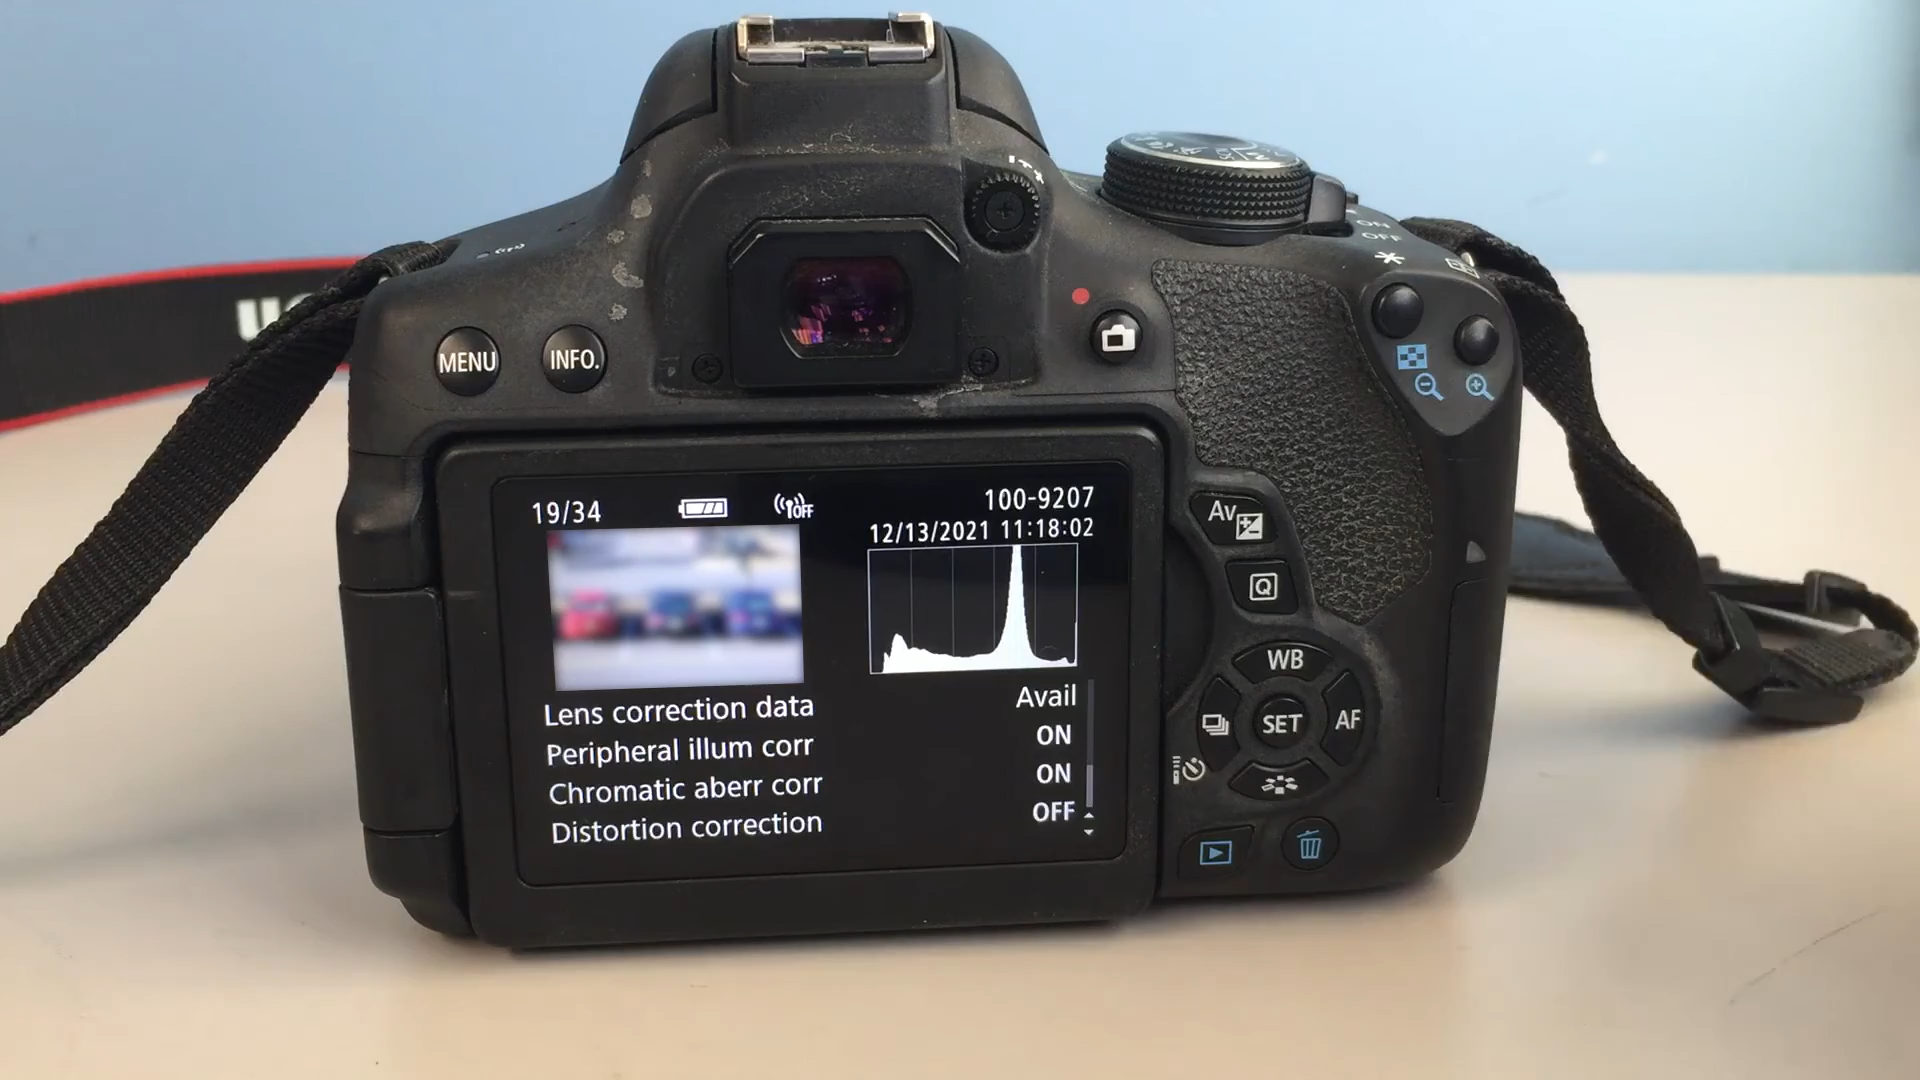 ON
OFF
MENU
INFO.
19/34
OFF
100-9207
12/13/2021 11:18:02
Lens correction data Avail
Peripheral illum corr ON
Chromatic aberr corr ON
Distortion correction OFF
Av
Q
WB
SET
AF